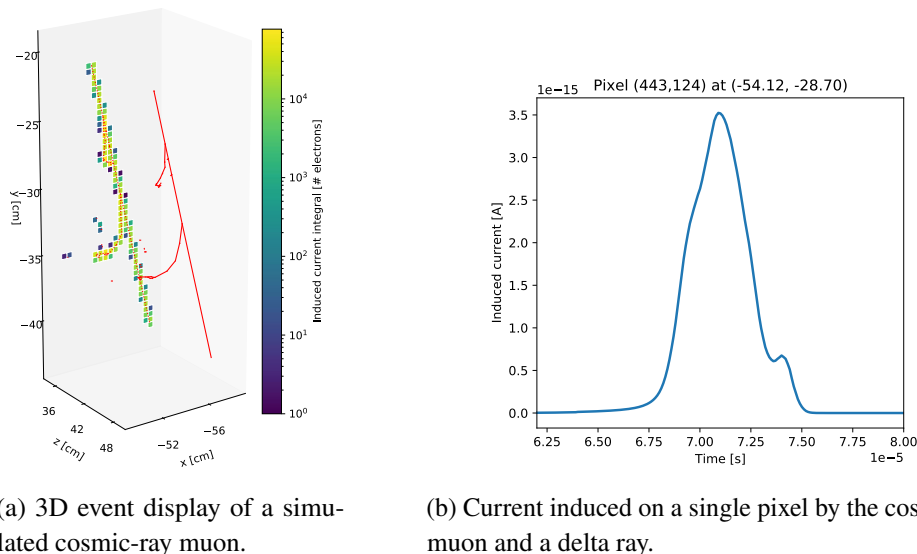 −20
−25
−30
−35
−40
y [cm]
36
42
48
z [cm]
−52
−56
x [cm]
10^4
10^3
10^2
10^1
10^0
Induced current integral [# electrons]
1e−15
Pixel (443,124) at (-54.12, -28.70)
3.5
3.0
2.5
2.0
1.5
1.0
0.5
0.0
Induced current [A]
6.25
6.50
6.75
7.00
7.25
7.50
7.75
8.00
Time [s]
1e−5
a) 3D event display of a simu-
lated cosmic-ray muon.
(b) Current induced on a single pixel by the cos
muon and a delta ray.